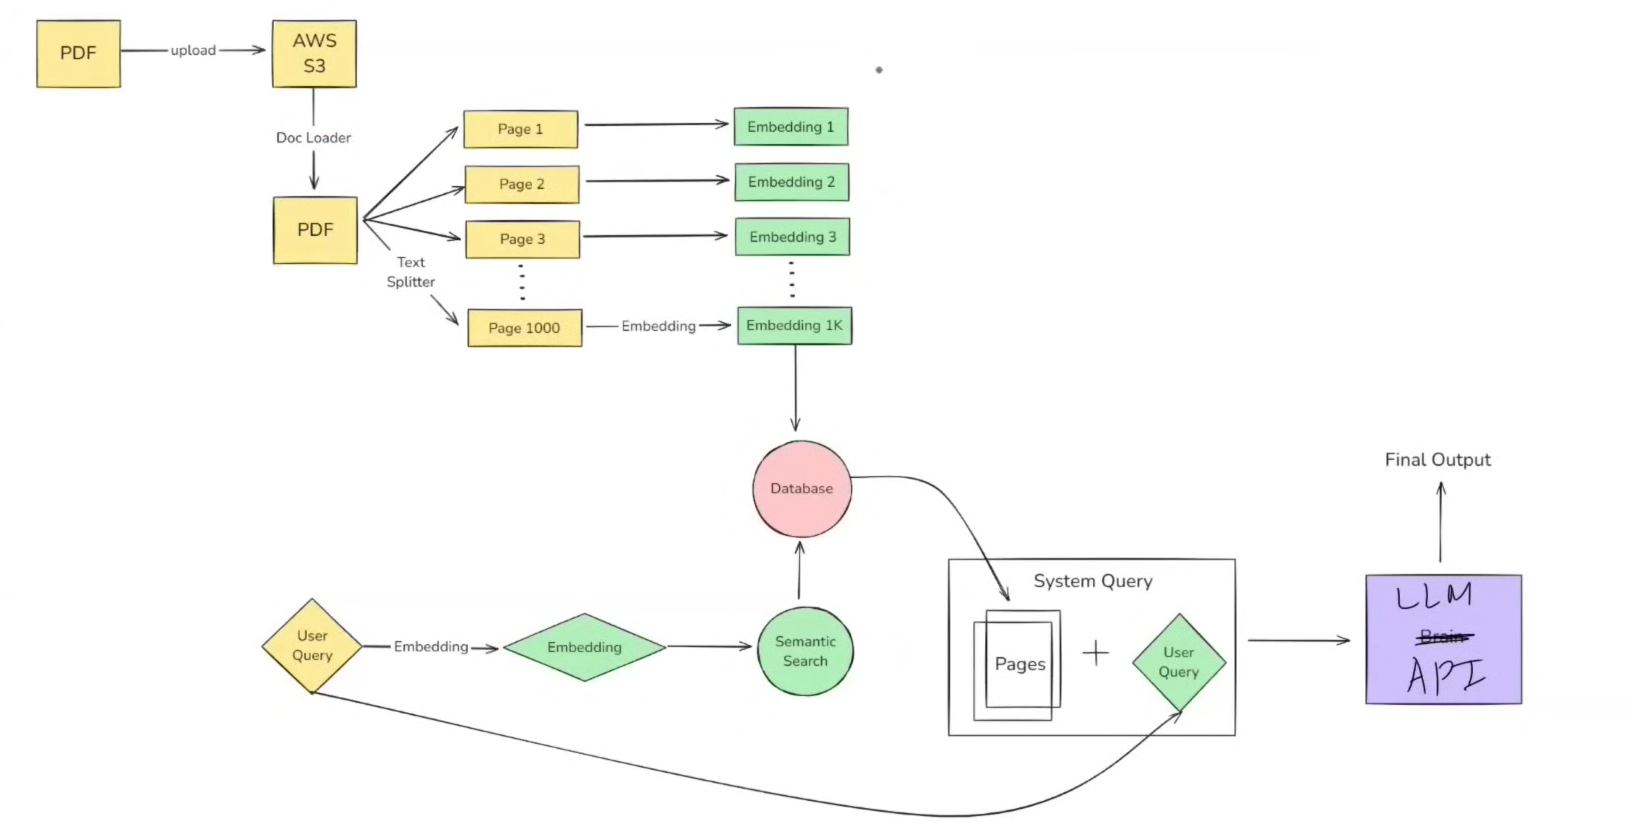 PDF
upload
AWS
S3
Doc Loader
PDF
Text
Splitter
Page 1
Page 2
Page 3
Page 1000
Embedding
Embedding 1
Embedding 2
Embedding 3
Embedding 1K
Database
User
Query
Embedding
Embedding
Semantic
Search
System Query
Pages
+
User
Query
LLM
Brain
API
Final Output